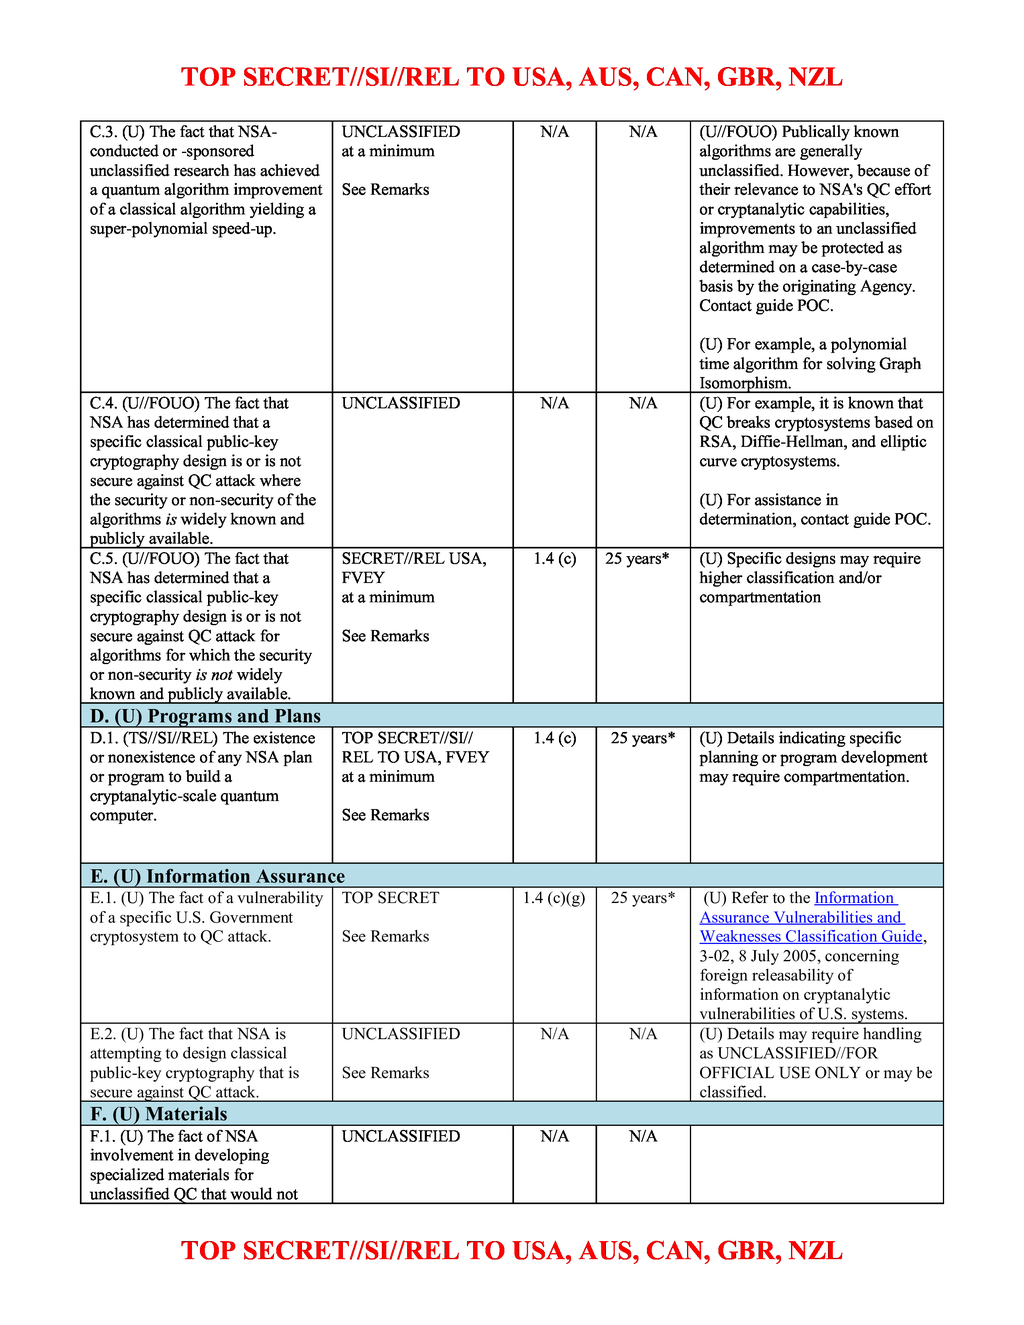 TOP SECRET//SI//REL TO USA, AUS, CAN, GBR, NZL
C.3. (U) The fact that NSA-
conducted or -sponsored
unclassified research has achieved
a quantum algorithm improvement
of a classical algorithm yielding a
super-polynomial speed-up.
UNCLASSIFIED
at a minimum
See Remarks
N/A
N/A
(U//FOUO) Publically known
algorithms are generally
unclassified. However, because of
their relevance to NSA's QC effort
or cryptanalytic capabilities,
improvements to an unclassified
algorithm may be protected as
determined on a case-by-case
basis by the originating Agency.
Contact guide POC.
(U) For example, a polynomial
time algorithm for solving Graph
Isomorphism.
C.4. (U//FOUO) The fact that
NSA has determined that a
specific classical public-key
cryptography design is or is not
secure against QC attack where
the security or non-security of the
algorithms is widely known and
publicly available.
UNCLASSIFIED
N/A
N/A
(U) For example, it is known that
QC breaks cryptosystems based on
RSA, Diffie-Hellman, and elliptic
curve cryptosystems.
(U) For assistance in
determination, contact guide POC.
C.5. (U//FOUO) The fact that
NSA has determined that a
specific classical public-key
cryptography design is or is not
secure against QC attack for
algorithms for which the security
or non-security is not widely
known and publicly available.
SECRET//REL USA,
FVEY
at a minimum
See Remarks
1.4 (c)
25 years*
(U) Specific designs may require
higher classification and/or
compartmentation
D. (U) Programs and Plans
D.1. (TS//SI//REL) The existence
or nonexistence of any NSA plan
or program to build a
cryptanalytic-scale quantum
computer.
TOP SECRET//SI//
REL TO USA, FVEY
at a minimum
See Remarks
1.4 (c)
25 years*
(U) Details indicating specific
planning or program development
may require compartmentation.
E. (U) Information Assurance
E.1. (U) The fact of a vulnerability
of a specific U.S. Government
cryptosystem to QC attack.
TOP SECRET
See Remarks
1.4 (c)(g)
25 years*
(U) Refer to the Information
Assurance Vulnerabilities and
Weaknesses Classification Guide,
3-02, 8 July 2005, concerning
foreign releasability of
information on cryptanalytic
vulnerabilities of U.S. systems.
E.2. (U) The fact that NSA is
attempting to design classical
public-key cryptography that is
secure against QC attack.
UNCLASSIFIED
See Remarks
N/A
N/A
(U) Details may require handling
as UNCLASSIFIED//FOR
OFFICIAL USE ONLY or may be
classified.
F. (U) Materials
F.1. (U) The fact of NSA
involvement in developing
specialized materials for
unclassified QC that would not
UNCLASSIFIED
N/A
N/A
TOP SECRET//SI//REL TO USA, AUS, CAN, GBR, NZL